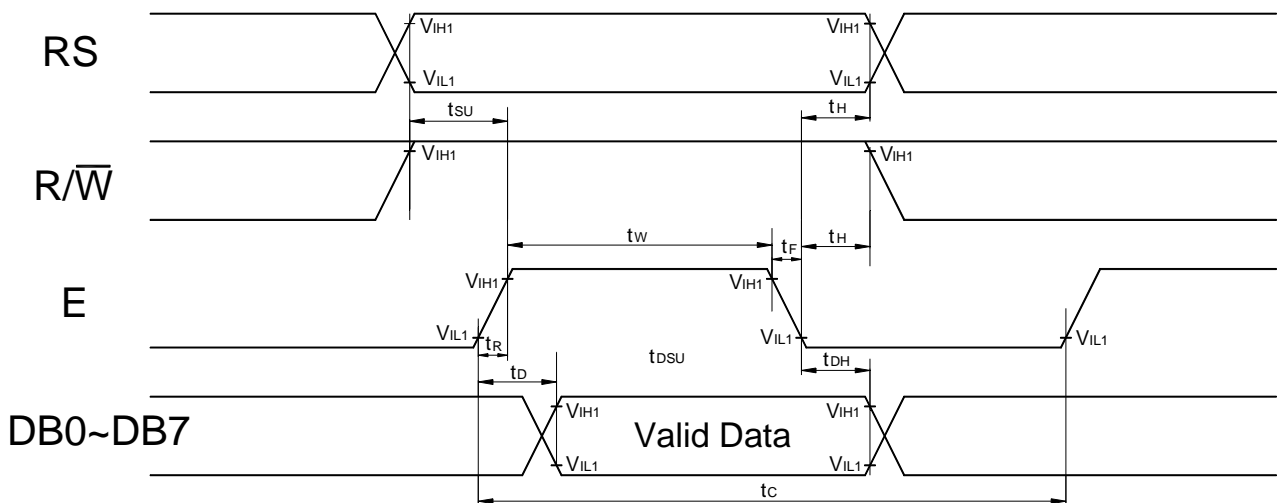 RS
VIH1
VIH1
VIL1
VIL1
tSU
tH
R/W̅
VIH1
VIH1
tW
tF
tH
E
VIH1
VIH1
VIL1
VIL1
VIL1
tR
tD
tDSU
tDH
DB0~DB7
VIH1
VIH1
Valid Data
VIL1
VIL1
tC